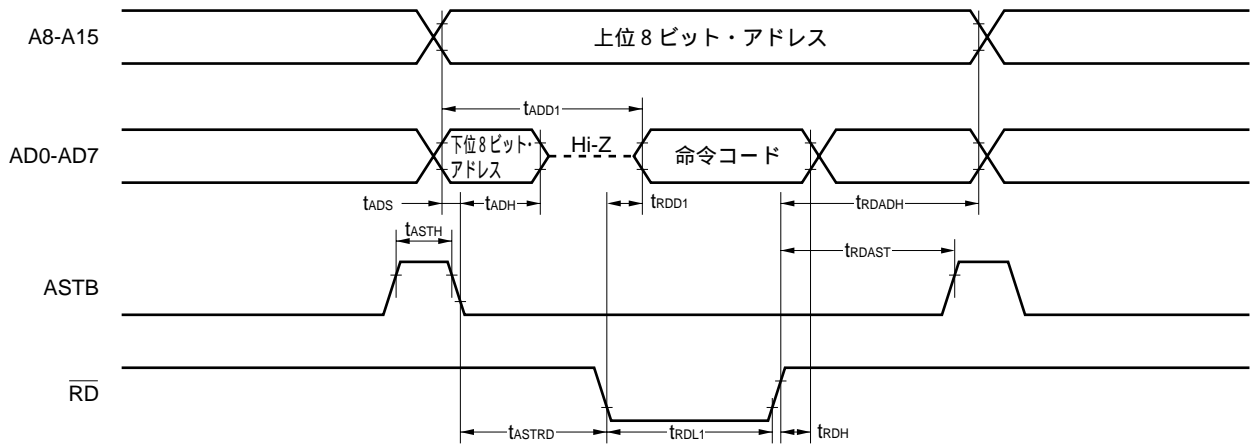 A8-A15
上位8ビット・アドレス
tADD1
AD0-AD7
下位8ビット・
アドレス
Hi-Z
命令コード
tADS
tADH
tRDD1
tRDADH
tASTH
tRDAST
ASTB
RD
tASTRD
tRDL1
tRDH